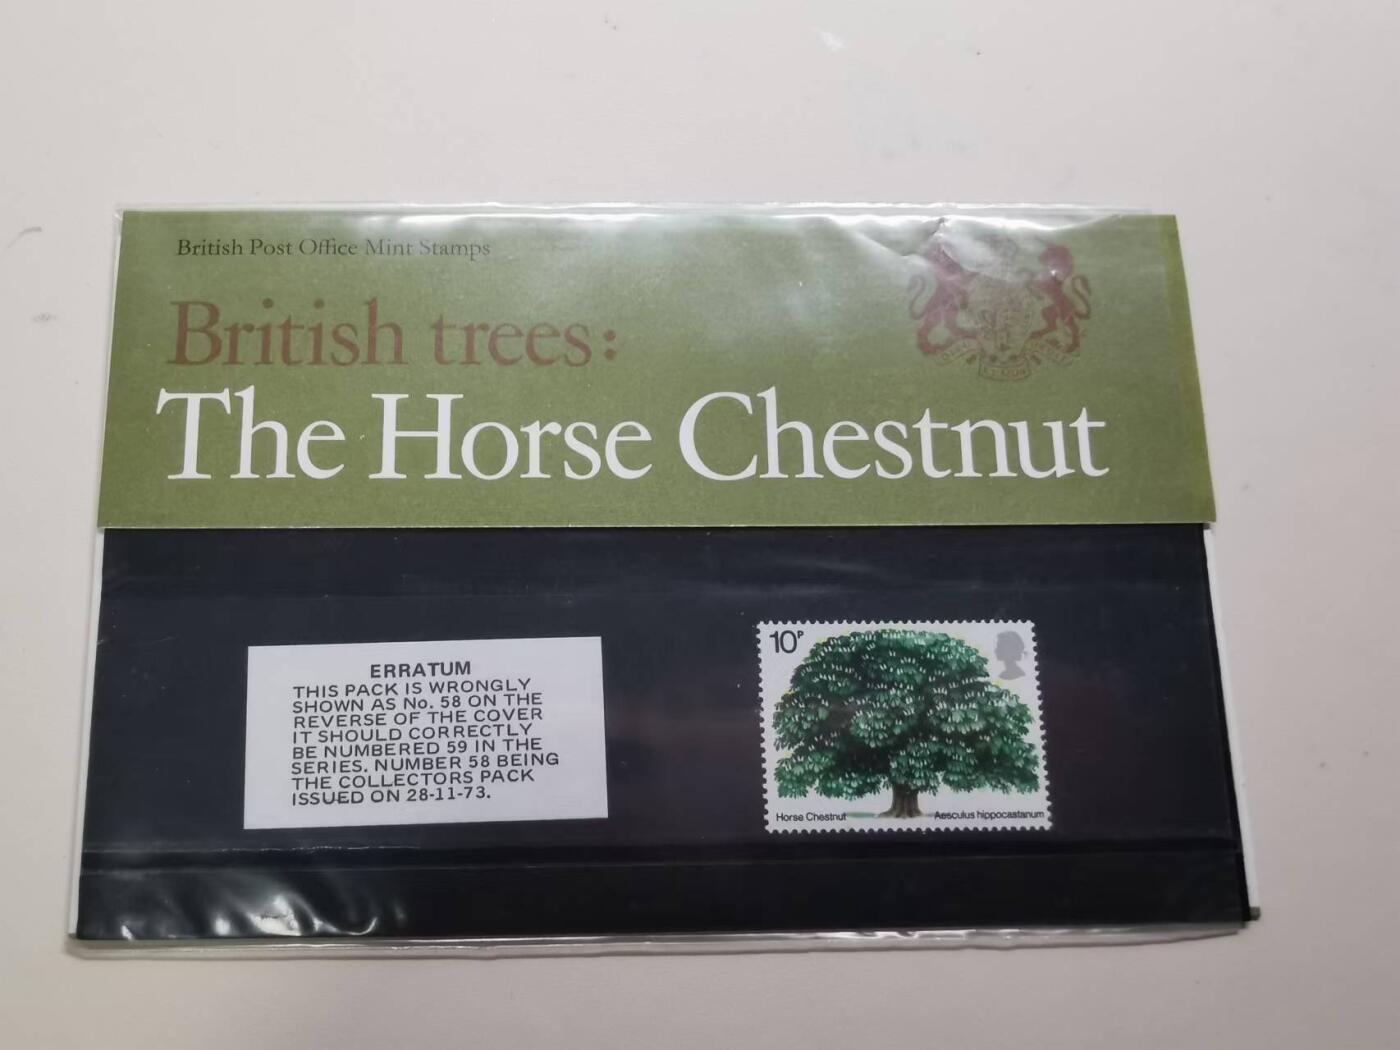 British Post Office Mint Stamps
British trees:
The Horse Chestnut
ERRATUM
THIS PACK IS WRONGLY
SHOWN AS No. 58 ON THE
REVERSE OF THE COVER
IT SHOULD CORRECTLY
BE NUMBERED 59 IN THE
SERIES. NUMBER 58 BEING
THE COLLECTORS PACK
ISSUED ON 28-11-73.
10P
Horse Chestnut Aesculus hippocastanum